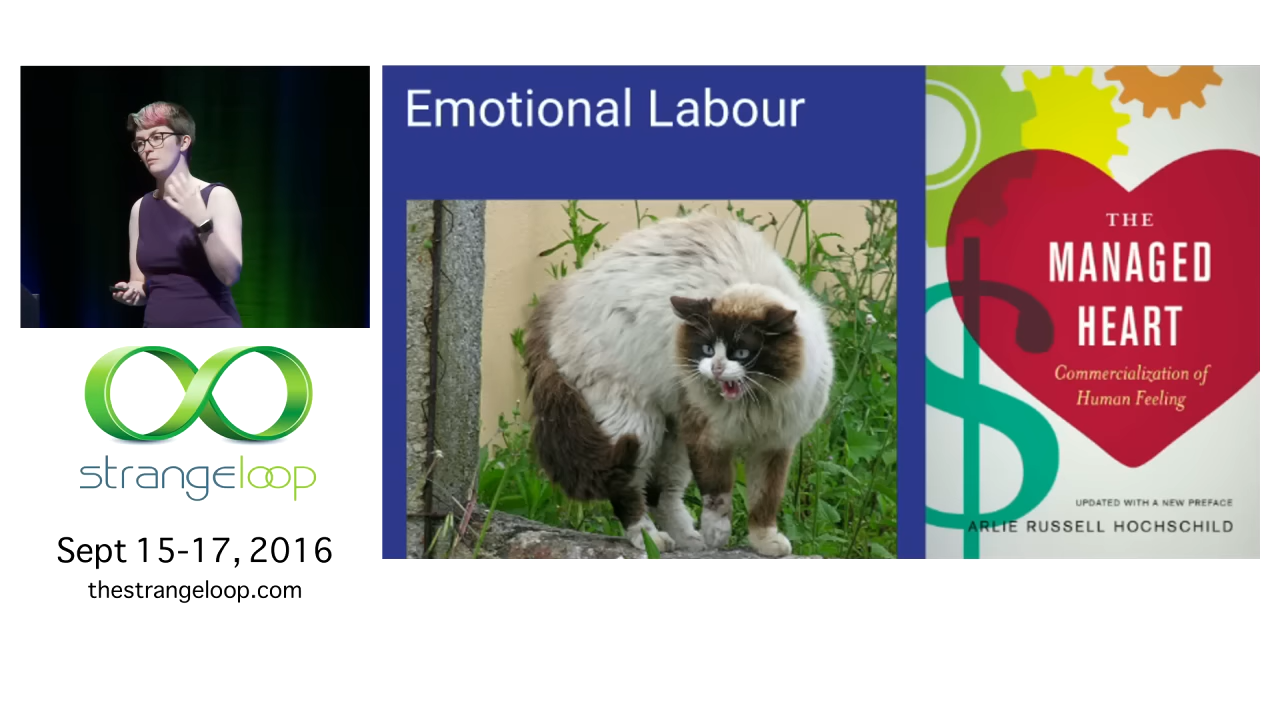 Emotional Labour
THE
MANAGED
HEART
Commercialization of
Human Feeling
UPDATED WITH A NEW PREFACE
ARLIE RUSSELL HOCHSCHILD
strangeloop
Sept 15-17, 2016
thestrangeloop.com